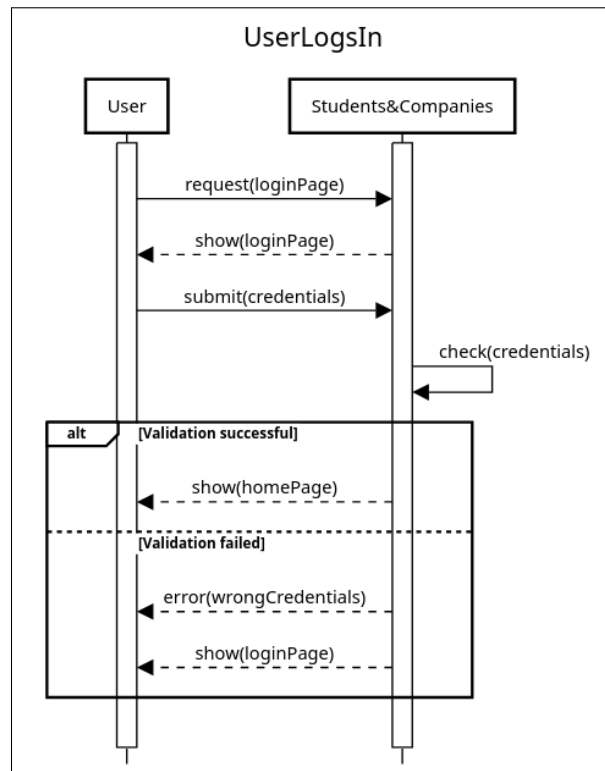 UserLogsIn
User
Students&Companies
request(loginPage)
show(loginPage)
submit(credentials)
check(credentials)
alt
[Validation successful]
show(homePage)
[Validation failed]
error(wrongCredentials)
show(loginPage)